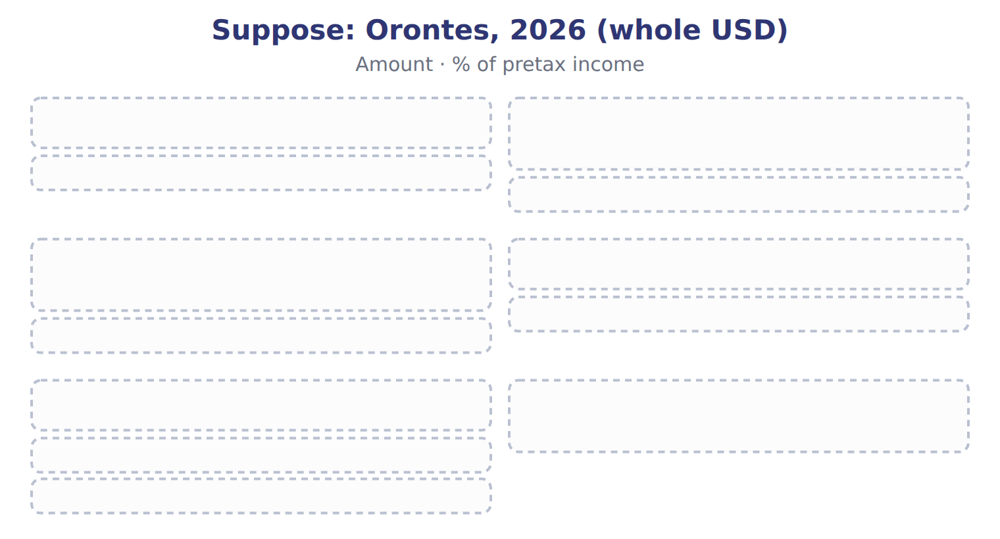 Suppose: Orontes, 2026 (whole USD)
Amount · % of pretax income